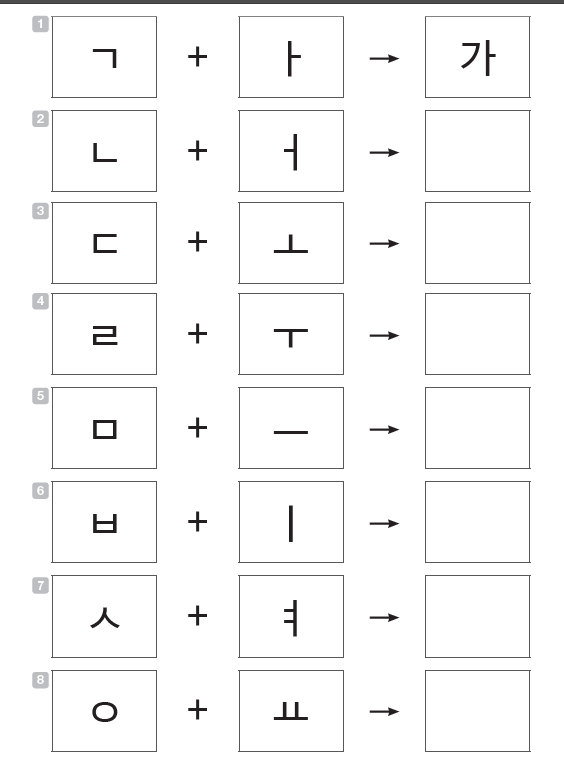 1 ㄱ + ㅏ → 가
2 ㄴ + ㅓ →
3 ㄷ + ㅗ →
4 ㄹ + ㅜ →
5 ㅁ + ㅡ →
6 ㅂ + ㅣ →
7 ㅅ + ㅕ →
8 ㅇ + ㅛ →